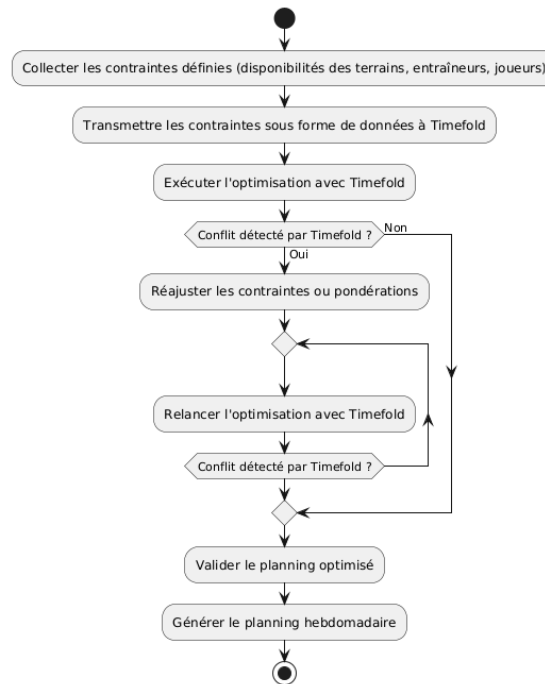 Collecter les contraintes définies (disponibilités des terrains, entraîneurs, joueurs)
Transmettre les contraintes sous forme de données à Timefold
Exécuter l'optimisation avec Timefold
Conflit détecté par Timefold ?
Non
Oui
Réajuster les contraintes ou pondérations
Relancer l'optimisation avec Timefold
Conflit détecté par Timefold ?
Valider le planning optimisé
Générer le planning hebdomadaire